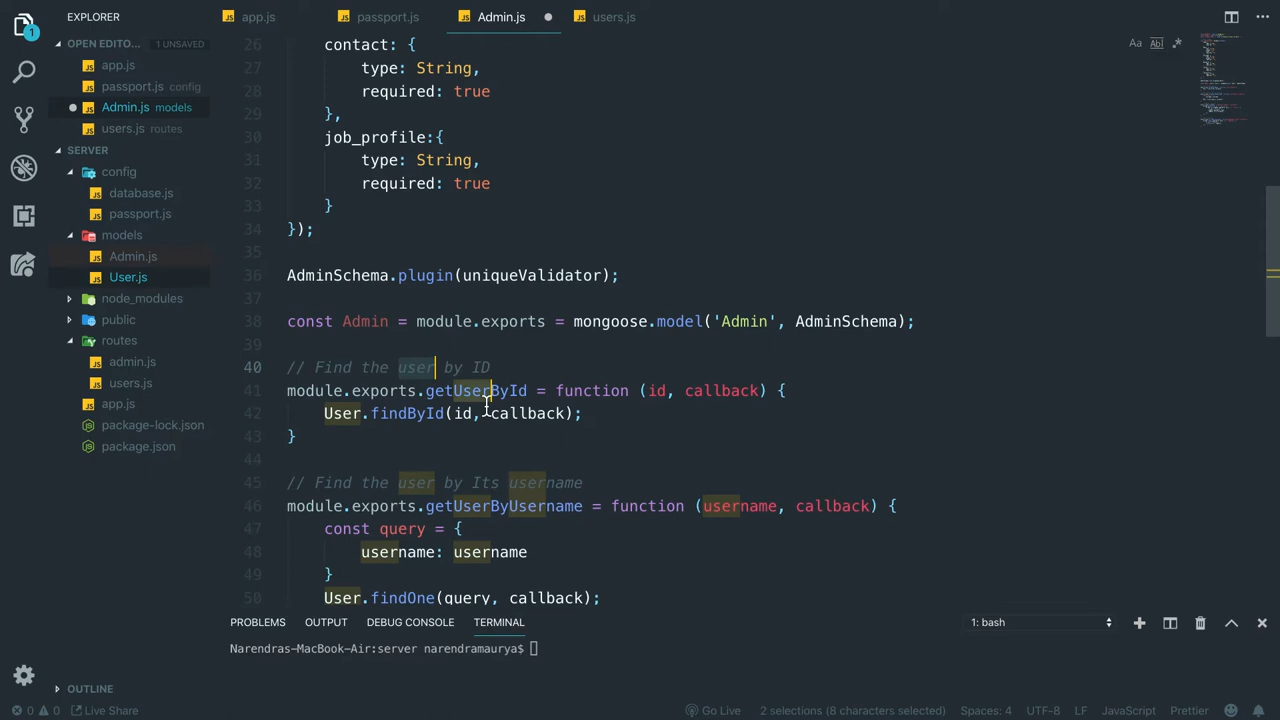 EXPLORER
app.js
passport.js
Admin.js
users.js
OPEN EDITO...
1 UNSAVED
app.js
passport.js config
Admin.js models
users.js routes
SERVER
config
database.js
passport.js
models
Admin.js
User.js
node_modules
public
routes
admin.js
users.js
app.js
package-lock.json
package.json
OUTLINE
Aa Abl .*
26 contact: {
27 type: String,
28 required: true
29 },
30 job_profile:{
31 type: String,
32 required: true
33 }
34 });
35
36 AdminSchema.plugin(uniqueValidator);
37
38 const Admin = module.exports = mongoose.model('Admin', AdminSchema);
39
40 // Find the user by ID
41 module.exports.getUserById = function (id, callback) {
42 User.findById(id, callback);
43 }
44
45 // Find the user by Its username
46 module.exports.getUserByUsername = function (username, callback) {
47 const query = {
48 username: username
49 }
50 User.findOne(query, callback);
PROBLEMS
OUTPUT
DEBUG CONSOLE
TERMINAL
1: bash
Narendras-MacBook-Air:server narendramaurya$
0 0
Live Share
Go Live
2 selections (8 characters selected)
Spaces: 4
UTF-8
LF
JavaScript
Prettier